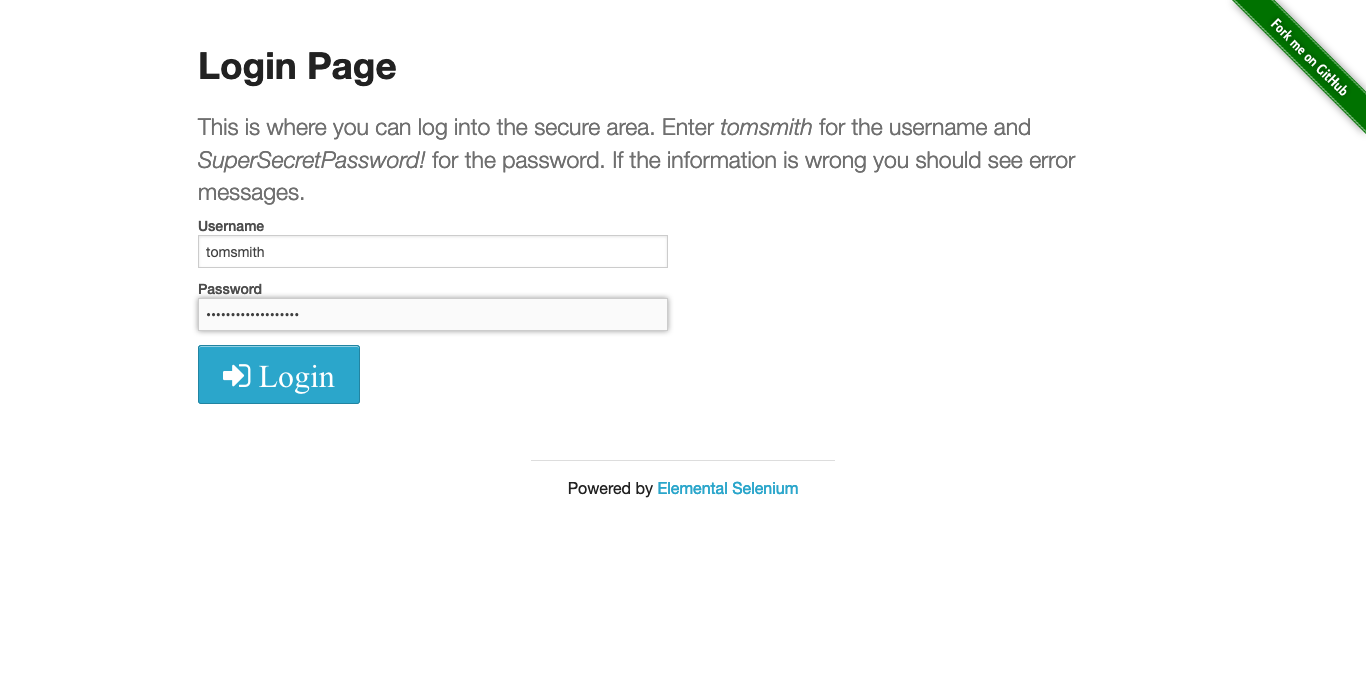 Fork me on GitHub
Login Page
This is where you can log into the secure area. Enter tomsmith for the username and
SuperSecretPassword! for the password. If the information is wrong you should see error
messages.
Username
tomsmith
Password
•••••••••••••••••••
Login
Powered by Elemental Selenium